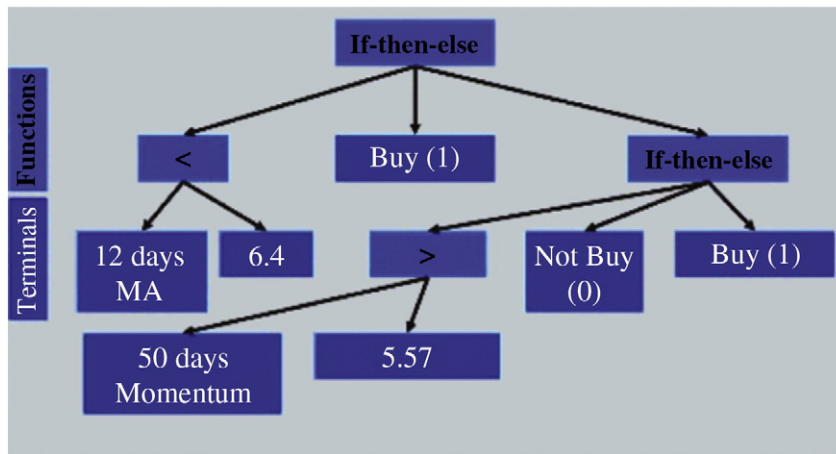 If-then-else
Functions
<
Buy (1)
If-then-else
Terminals
12 days
MA
6.4
>
Not Buy
(0)
Buy (1)
50 days
Momentum
5.57